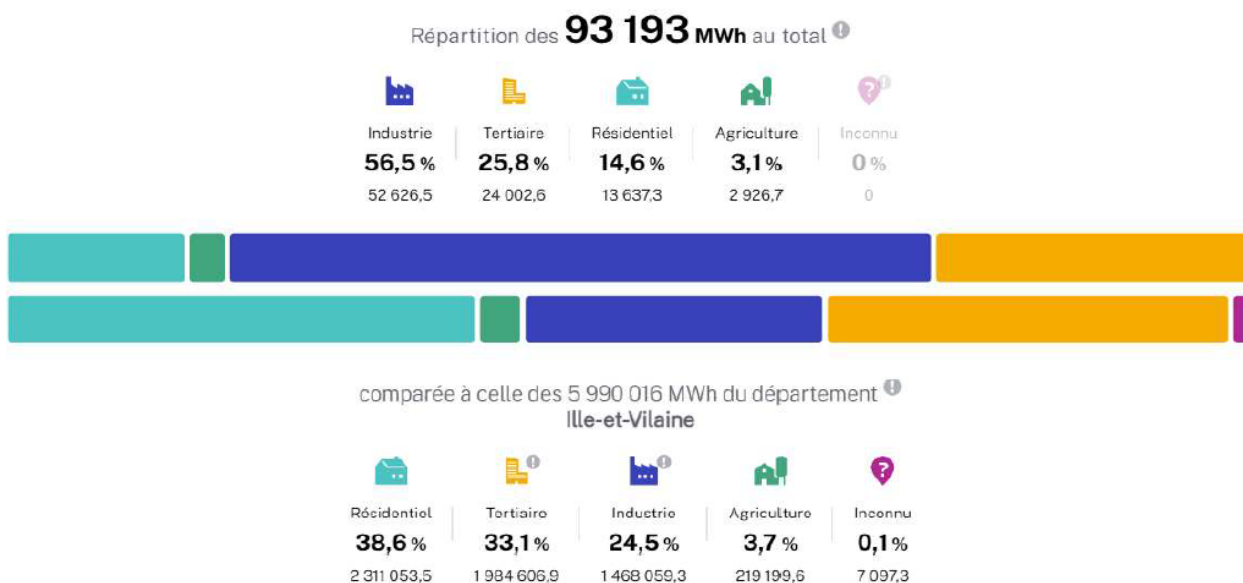 Répartition des 93 193 MWh au total !
Industrie Tertiaire Résidentiel Agriculture Inconnu
56,5 % 25,8 % 14,6 % 3,1 % 0 %
52 626,5 24 002,6 13 637,3 2 926,7 0
comparée à celle des 5 990 016 MWh du département !
Ille-et-Vilaine
Résidentiel Tertiaire Industrie Agriculture Inconnu
38,6 % 33,1 % 24,5 % 3,7 % 0,1 %
2 311 053,5 1 984 606,9 1 468 059,3 219 199,6 7 097,3